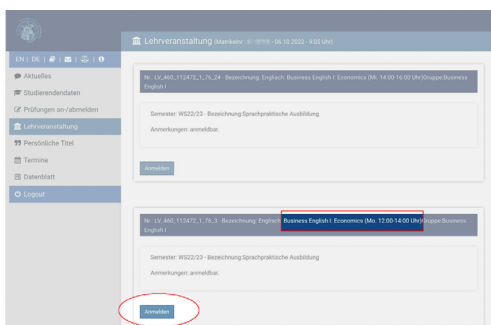 Lehrveranstaltung (Matrikelnr.: - 06.10.2022 - 9:05 Uhr)
EN | DE |
Aktuelles
Studierendendaten
Prüfungen an-/abmelden
Lehrveranstaltung
Persönliche Titel
Termine
Datenblatt
Logout
Nr.: LV_460_112472_1_76_24 - Bezeichnung: Englisch: Business English I: Economics (Mi. 14:00-16:00 Uhr)Gruppe:Business
English I
Semester: WS22/23 - Bezeichnung:Sprachpraktische Ausbildung
Anmerkungen: anmeldbar.
Anmelden
Nr.: LV_460_112472_1_76_3 - Bezeichnung: Englisch: Business English I: Economics (Mo. 12:00-14:00 Uhr)Gruppe:Business
English I
Semester: WS22/23 - Bezeichnung:Sprachpraktische Ausbildung
Anmerkungen: anmeldbar.
Anmelden